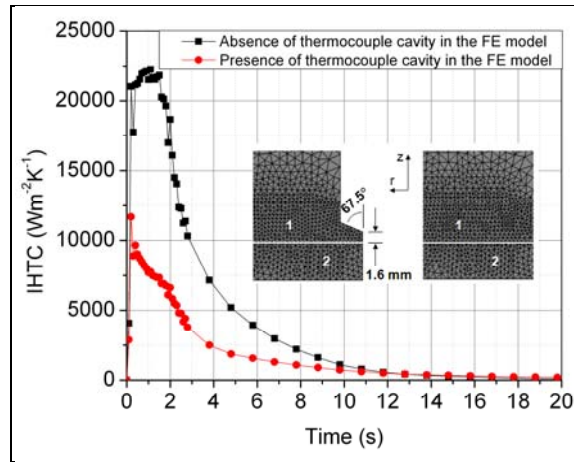 25000
20000
15000
10000
5000
0
IHTC (Wm⁻²K⁻¹)
Absence of thermocouple cavity in the FE model
Presence of thermocouple cavity in the FE model
z
r
67.5°
1
2
1.6 mm
1
2
0 2 4 6 8 10 12 14 16 18 20
Time (s)